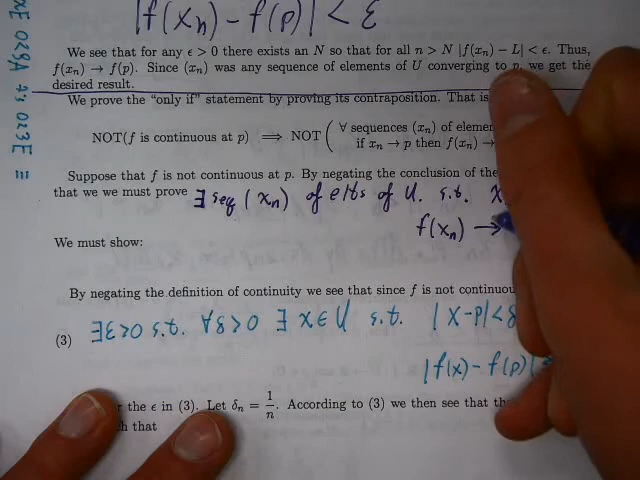 |f(xₙ) - f(p)| < ε
We see that for any ϵ > 0 there exists an N so that for all n > N |f(xₙ) − L| < ϵ. Thus,
f(xₙ) → f(p). Since (xₙ) was any sequence of elements of U converging to p, we get the
desired result.
We prove the "only if" statement by proving its contraposition. That is
NOT(f is continuous at p) ⟹ NOT ( ∀ sequences (xₙ) of
if xₙ → p then f(xₙ) →
Suppose that f is not continuous at p. By negating the conclusion of the
that we we must prove ∃ seq (xₙ) of elts of U. s.t. X
f(xₙ) →
We must show:
By negating the definition of continuity we see that since f is not
(3) ∃ε>0 s.t. ∀δ>0 ∃ x∈U s.t. |x-p|<δ
|f(x) - f(p)|
the ϵ in (3). Let δₙ = 1/n. According to (3) we then see that
that
≡ ∃ε>0 s.t. ∀δ>0 ∃x